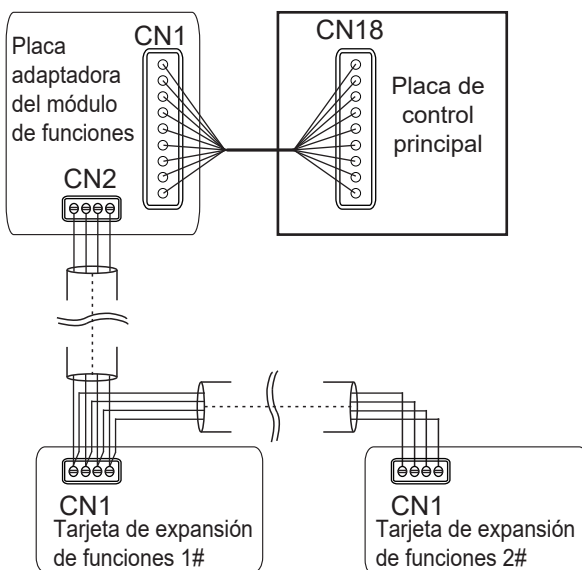 Placa
adaptadora
del módulo
de funciones
CN1
CN2
CN18
Placa de
control
principal
CN1
Tarjeta de expansión
de funciones 1#
CN1
Tarjeta de expansión
de funciones 2#